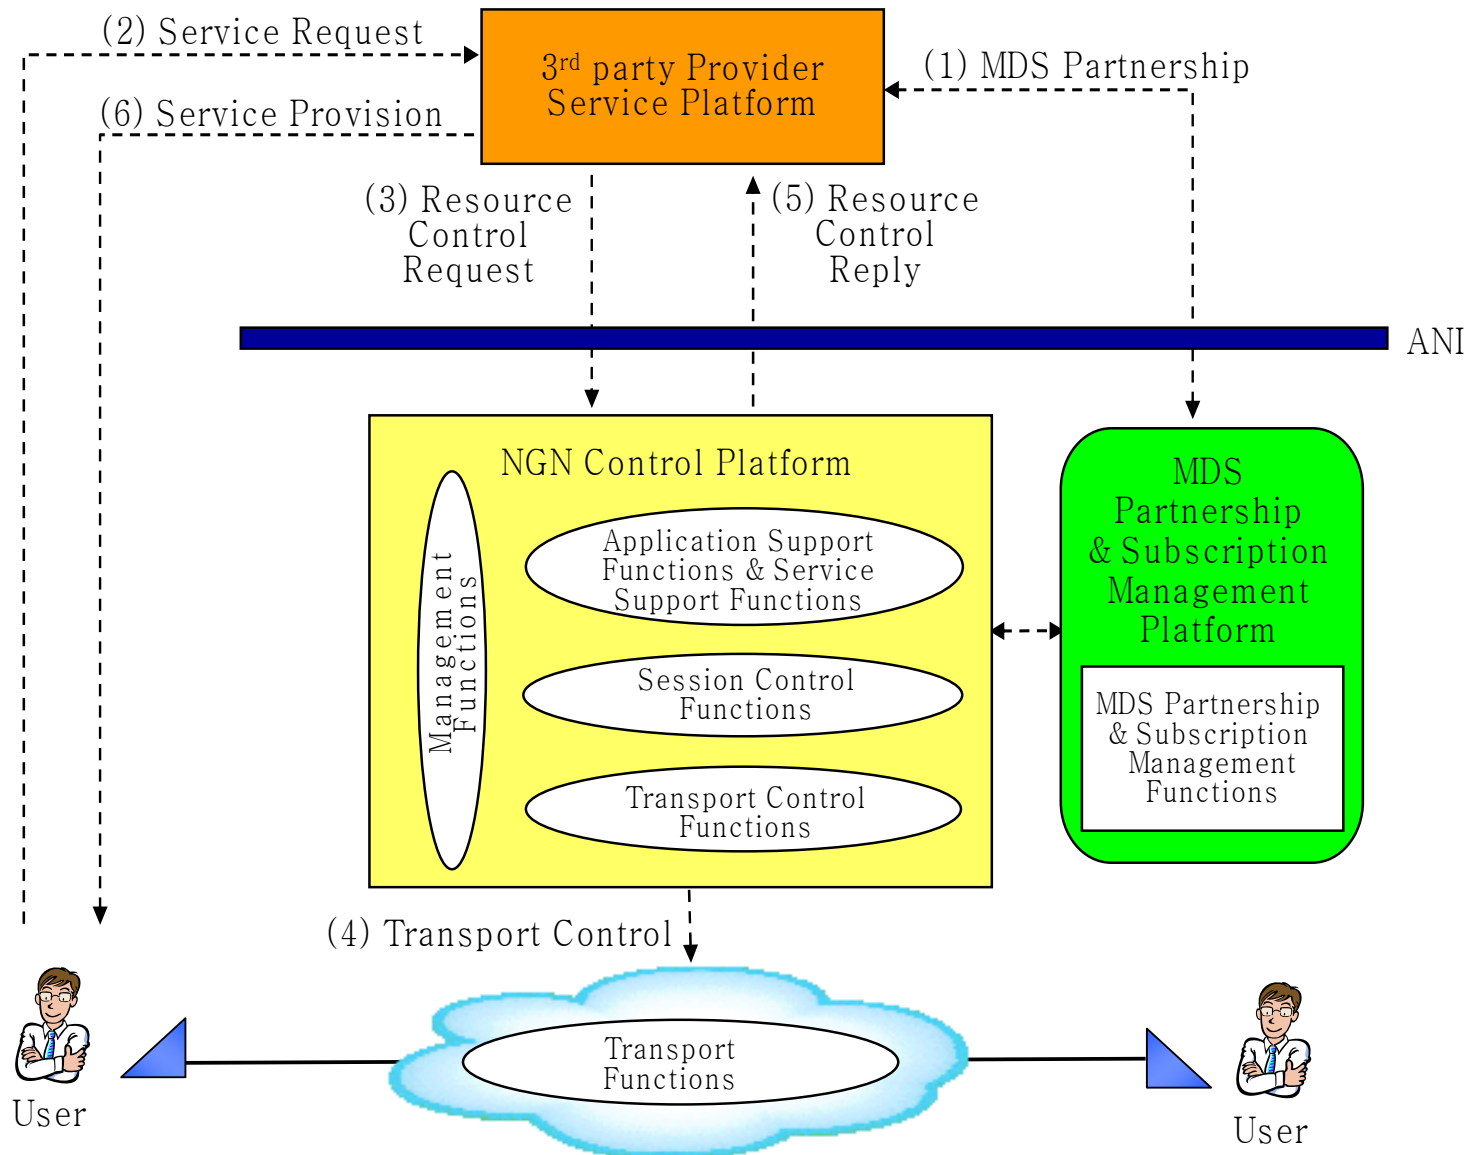 (2) Service Request
3rd party Provider
Service Platform
(1) MDS Partnership
(6) Service Provision
(3) Resource
Control
Request
(5) Resource
Control
Reply
ANI
NGN Control Platform
Management
Functions
Application Support
Functions & Service
Support Functions
Session Control
Functions
Transport Control
Functions
MDS
Partnership
& Subscription
Management
Platform
MDS Partnership
& Subscription
Management
Functions
(4) Transport Control
Transport
Functions
User
User